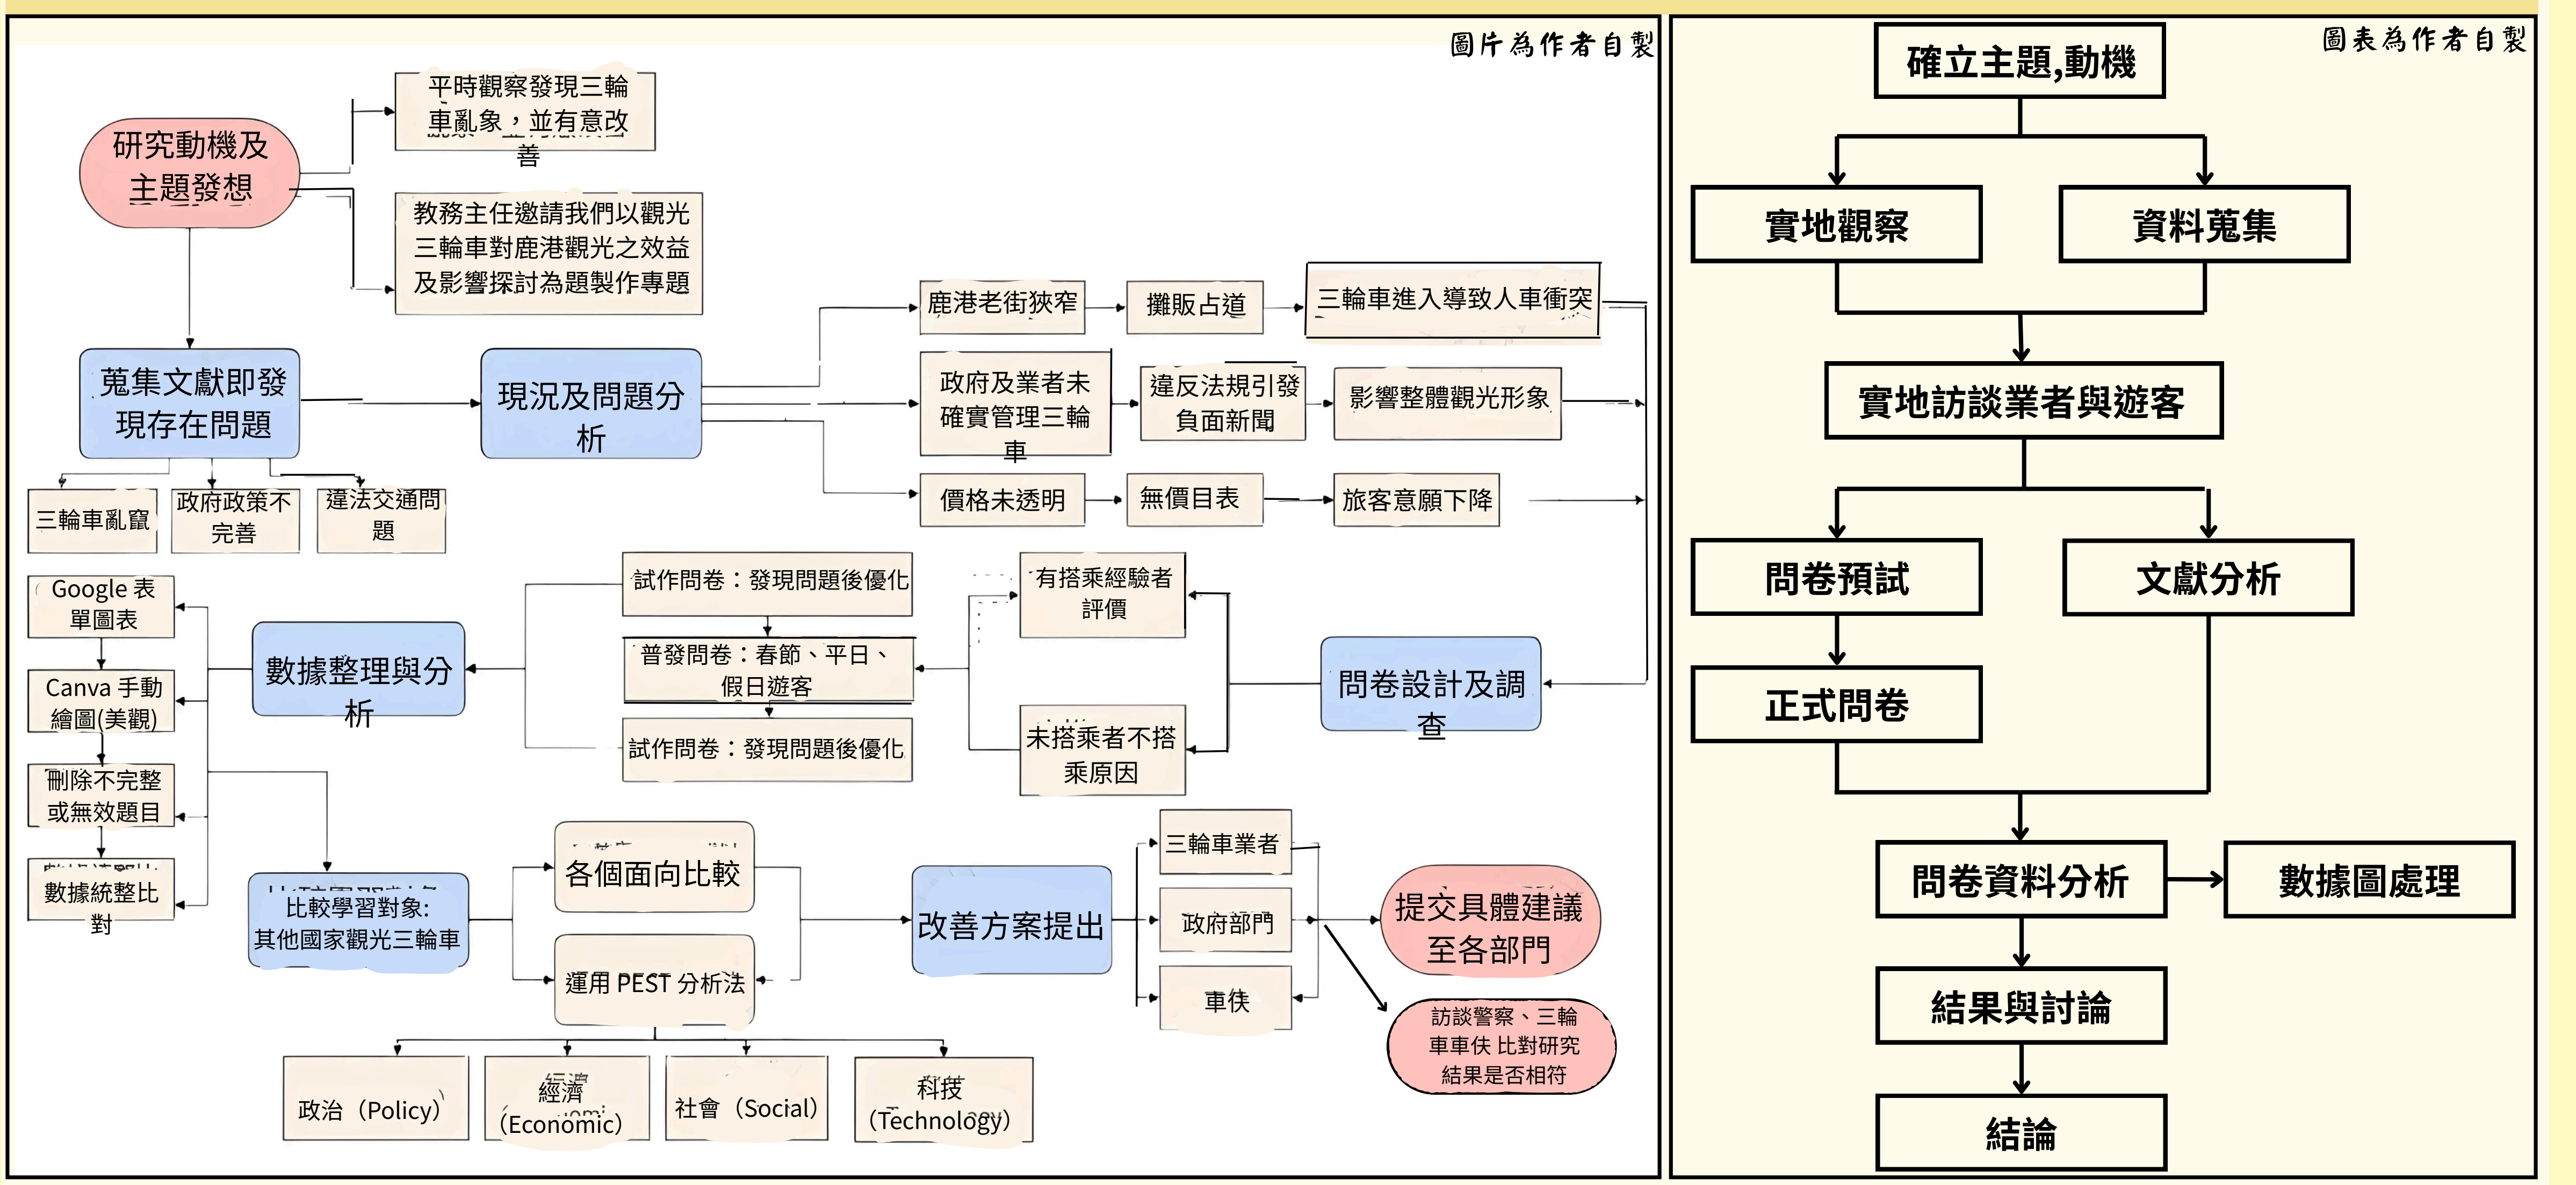 圖片為作者自製
平時觀察發現三輪
車亂象，並有意改
善
研究動機及
主題發想
教務主任邀請我們以觀光
三輪車對鹿港觀光之效益
及影響探討為題製作專題
鹿港老街狹窄
攤販占道
三輪車進入導致人車衝突
蒐集文獻即發
現存在問題
現況及問題分
析
政府及業者未
確實管理三輪
車
違反法規引發
負面新聞
影響整體觀光形象
價格未透明
無價目表
旅客意願下降
三輪車亂竄
政府政策不
完善
違法交通問
題
Google 表
單圖表
Canva 手動
繪圖(美觀)
刪除不完整
或無效題目
數據統整比
對
數據整理與分
析
試作問卷：發現問題後優化
普發問卷：春節、平日、
假日遊客
試作問卷：發現問題後優化
有搭乘經驗者
評價
未搭乘者不搭
乘原因
問卷設計及調
查
比較學習對象:
其他國家觀光三輪車
各個面向比較
運用 PEST 分析法
改善方案提出
三輪車業者
政府部門
車伕
提交具體建議
至各部門
訪談警察、三輪
車車伕 比對研究
結果是否相符
政治（Policy）
經濟
（Economic）
社會（Social）
科技
（Technology）
圖表為作者自製
確立主題,動機
實地觀察
資料蒐集
實地訪談業者與遊客
問卷預試
文獻分析
正式問卷
問卷資料分析
數據圖處理
結果與討論
結論